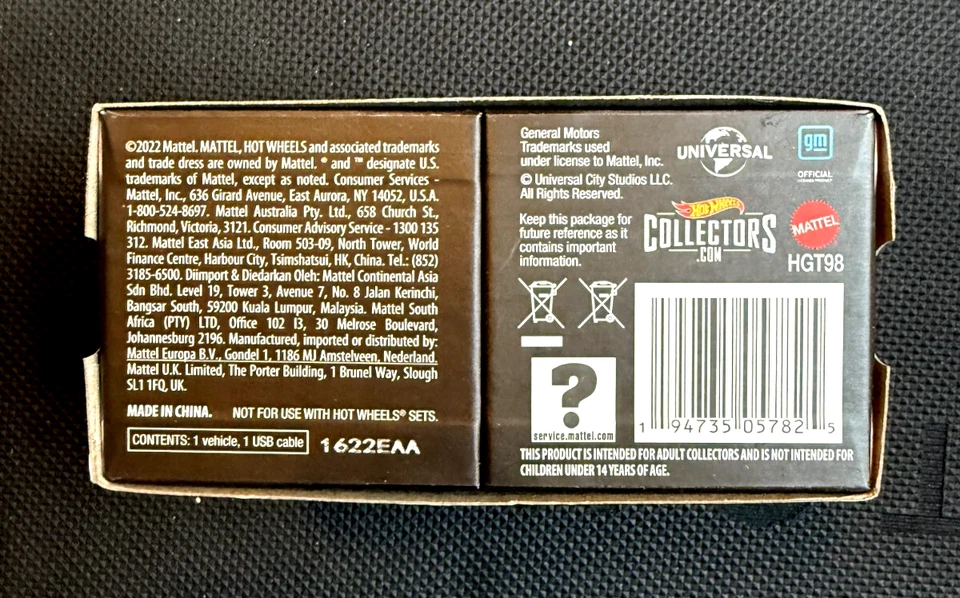 ©2022 Mattel. MATTEL, HOT WHEELS and associated trademarks
and trade dress are owned by Mattel. ® and ™ designate U.S.
trademarks of Mattel, except as noted. Consumer Services -
Mattel, Inc., 636 Girard Avenue, East Aurora, NY 14052, U.S.A.
1-800-524-8697. Mattel Australia Pty. Ltd., 658 Church St.,
Richmond, Victoria, 3121. Consumer Advisory Service - 1300 135
312. Mattel East Asia Ltd., Room 503-09, North Tower, World
Finance Centre, Harbour City, Tsimshatsui, HK, China. Tel.: (852)
3185-6500. Diimport & Diedarkan Oleh: Mattel Continental Asia
Sdn Bhd. Level 19, Tower 3, Avenue 7, No. 8 Jalan Kerinchi,
Bangsar South, 59200 Kuala Lumpur, Malaysia. Mattel South
Africa (PTY) LTD, Office 102 I3, 30 Melrose Boulevard,
Johannesburg 2196. Manufactured, imported or distributed by:
Mattel Europa B.V., Gondel 1, 1186 MJ Amstelveen, Nederland.
Mattel U.K. Limited, The Porter Building, 1 Brunel Way, Slough
SL1 1FQ, UK.
MADE IN CHINA. NOT FOR USE WITH HOT WHEELS® SETS.
CONTENTS: 1 vehicle, 1 USB cable 1622EAA
General Motors
Trademarks used
under license to Mattel, Inc.
© Universal City Studios LLC.
All Rights Reserved.
UNIVERSAL
gm
OFFICIAL
LICENSED PRODUCT
Keep this package for
future reference as it
contains important
information.
HOT WHEELS
COLLECTORS
.COM
MATTEL
HGT98
?
service.mattel.com
1 94735 05782 5
THIS PRODUCT IS INTENDED FOR ADULT COLLECTORS AND IS NOT INTENDED FOR
CHILDREN UNDER 14 YEARS OF AGE.